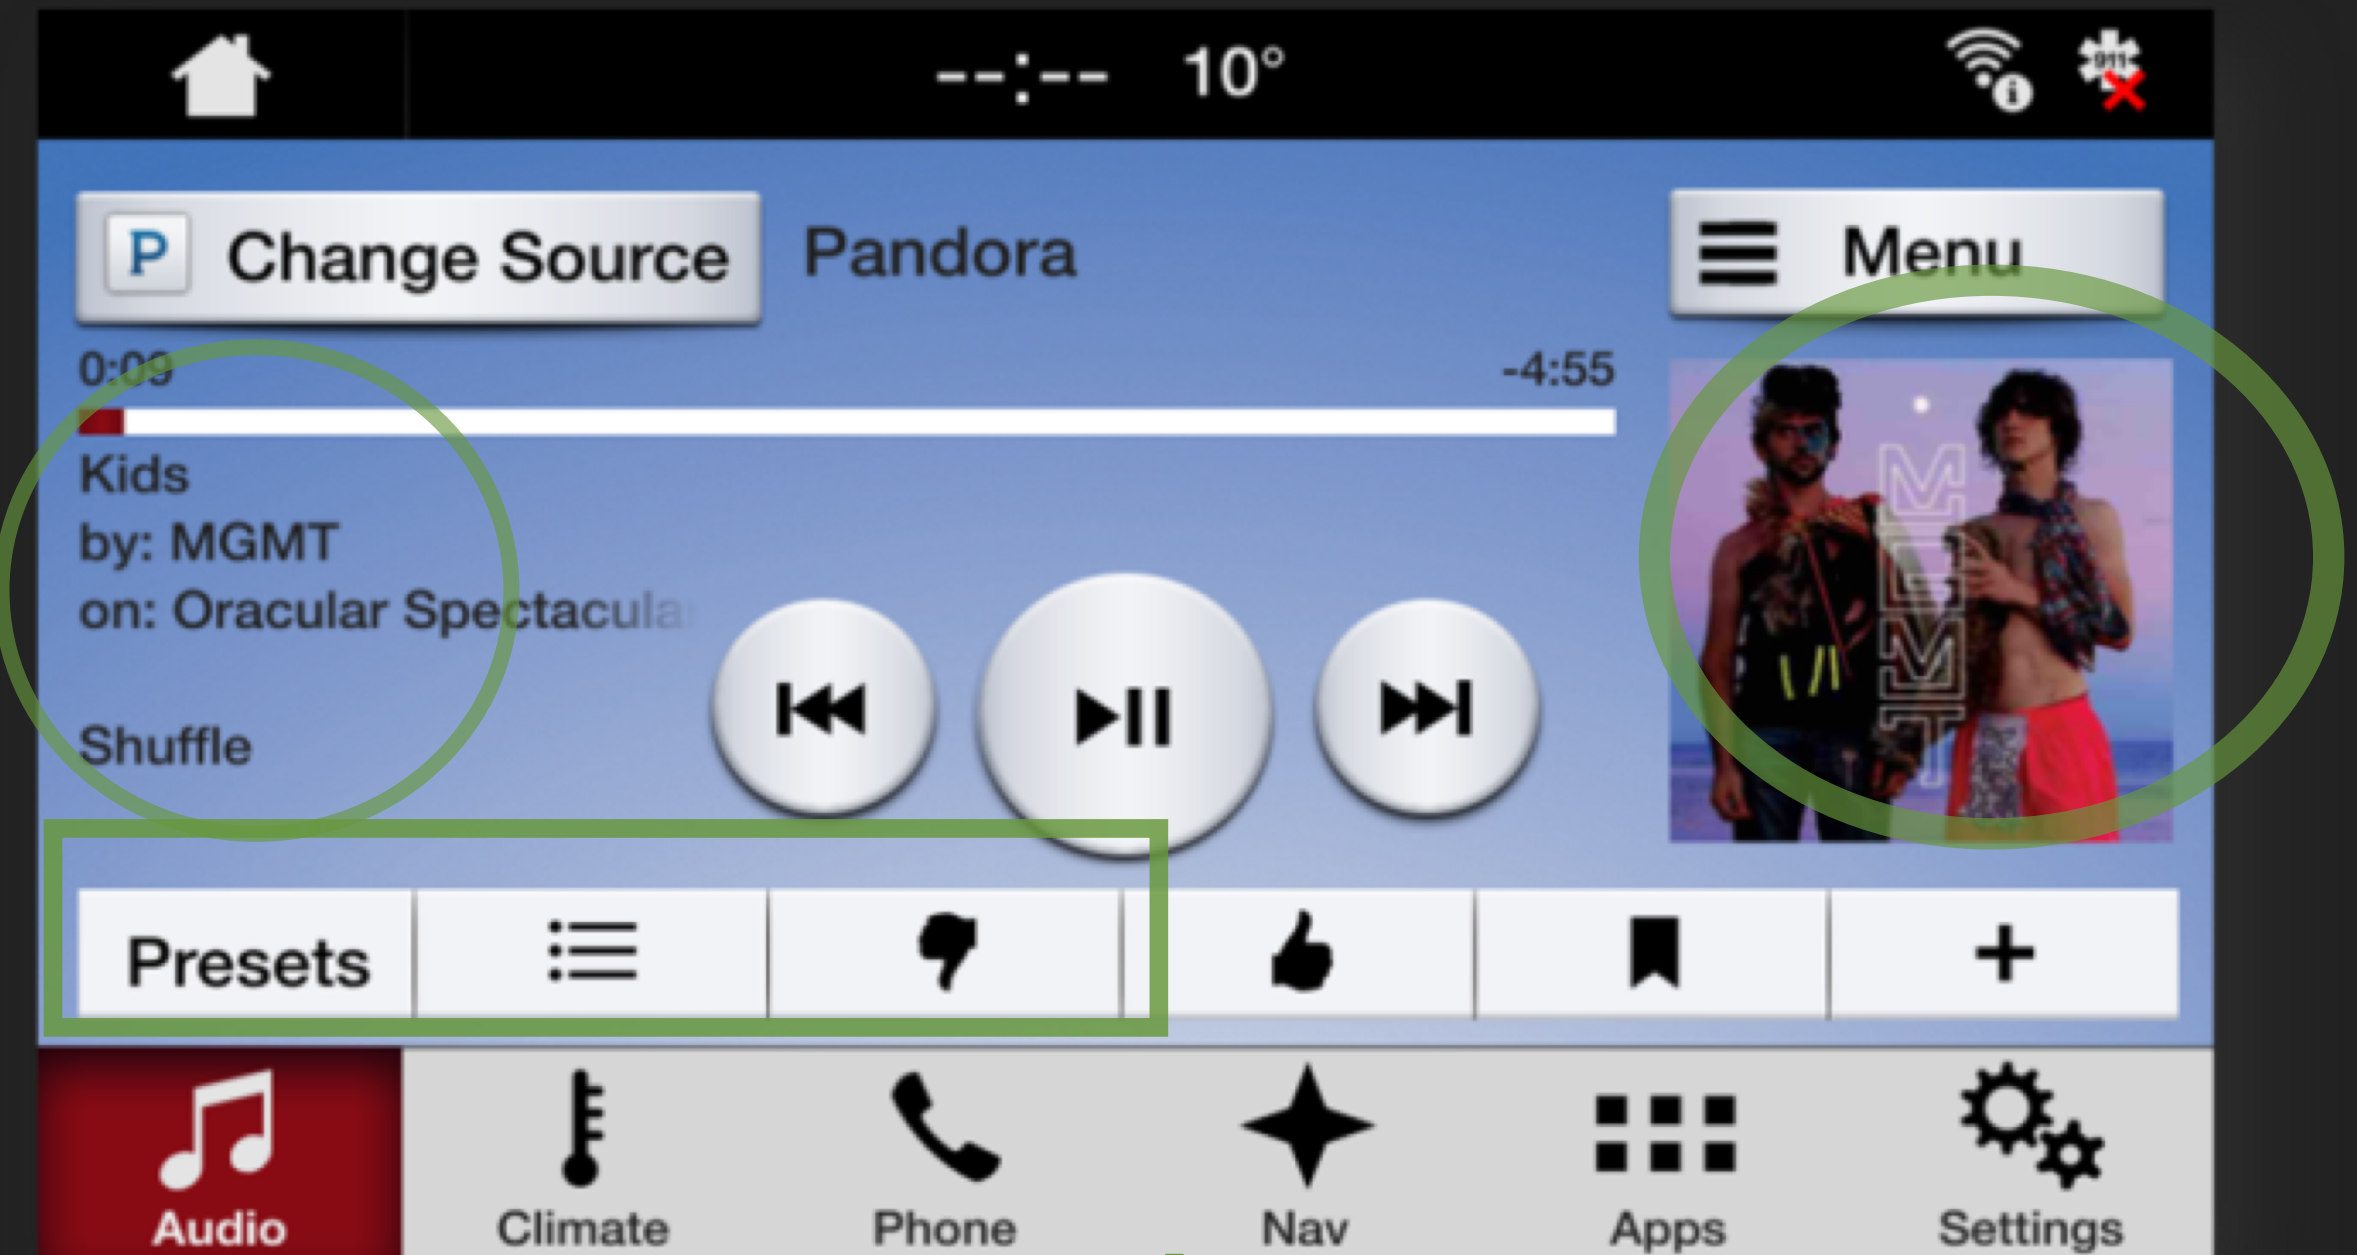 --:-- 10°
911
P Change Source Pandora
Menu
0:09 -4:55
Kids
by: MGMT
on: Oracular Spectacula
MGMT
Shuffle
Presets
Audio Climate Phone Nav Apps Settings